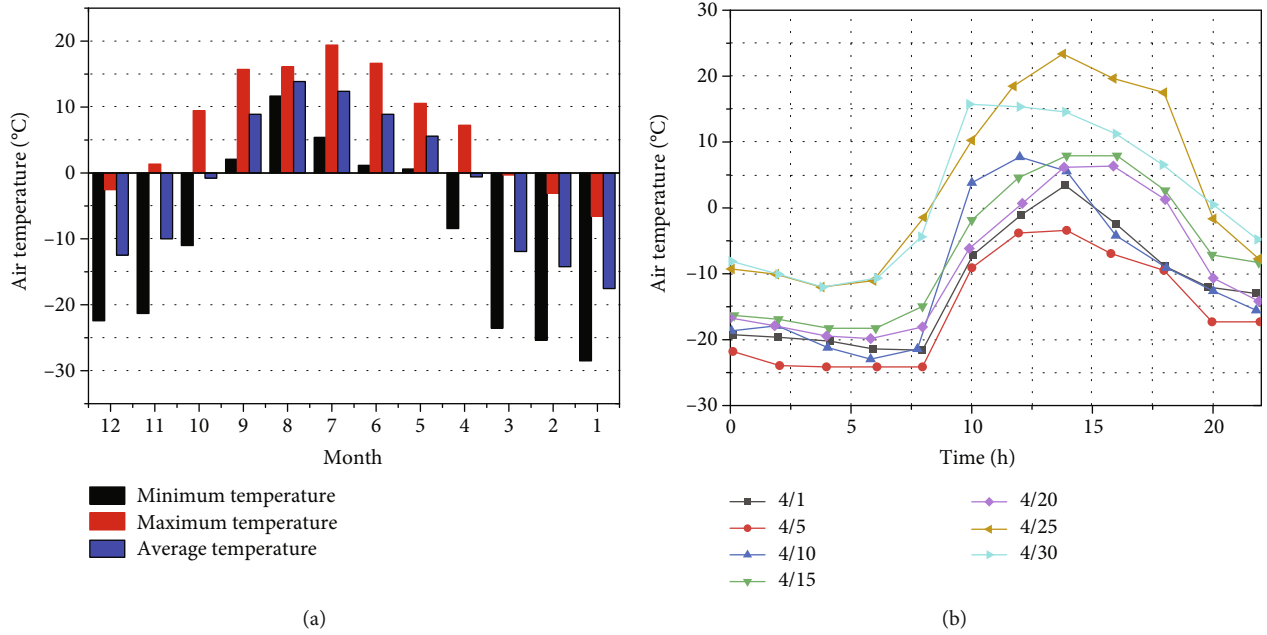 20
10
0
−10
−20
−30
Air temperature (°C)
12 11 10 9 8 7 6 5 4 3 2 1
Month
Minimum temperature
Maximum temperature
Average temperature
(a)
30
20
10
0
−10
−20
−30
Air temperature (°C)
0 5 10 15 20
Time (h)
4/1
4/5
4/10
4/15
4/20
4/25
4/30
(b)